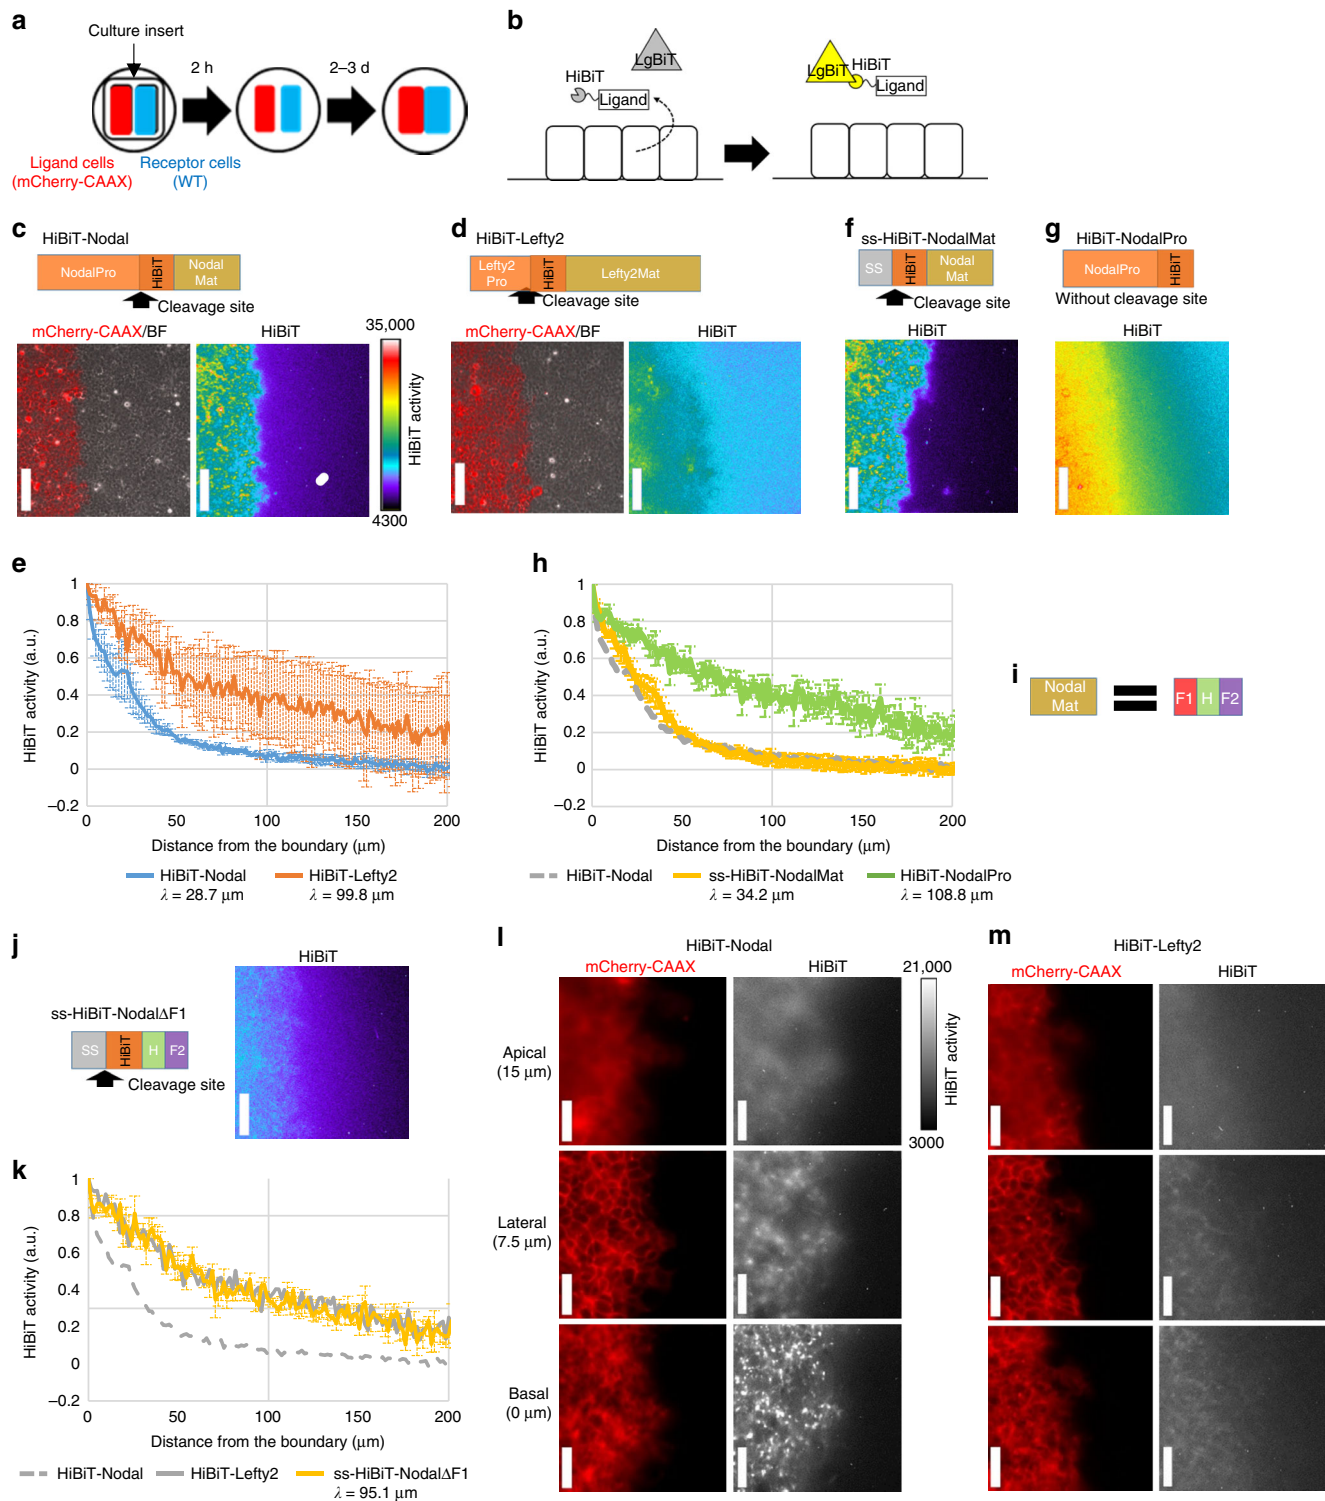 a
Culture insert
2 h
2–3 d
Ligand cells
(mCherry-CAAX)
Receptor cells
(WT)
b
LgBiT
HiBiT
Ligand
LgBiT
HiBiT
Ligand
c
HiBiT-Nodal
NodalPro
HiBiT
Nodal
Mat
Cleavage site
mCherry-CAAX/BF
HiBiT
35,000
HiBiT activity
4300
d
HiBiT-Lefty2
Lefty2
Pro
HiBiT
Lefty2Mat
Cleavage site
mCherry-CAAX/BF
HiBiT
f
ss-HiBiT-NodalMat
SS
HiBiT
Nodal
Mat
Cleavage site
HiBiT
g
HiBiT-NodalPro
NodalPro
HiBiT
Without cleavage site
HiBiT
e
HiBiT activity (a.u.)
1
0.8
0.6
0.4
0.2
0
–0.2
0
50
100
150
200
Distance from the boundary (μm)
HiBiT-Nodal
λ = 28.7 μm
HiBiT-Lefty2
λ = 99.8 μm
h
HiBiT activity (a.u.)
1
0.8
0.6
0.4
0.2
0
–0.2
0
50
100
150
200
Distance from the boundary (μm)
HiBiT-Nodal
ss-HiBiT-NodalMat
λ = 34.2 μm
HiBiT-NodalPro
λ = 108.8 μm
i
Nodal
Mat
F1
H
F2
j
ss-HiBiT-NodalΔF1
SS
HiBiT
H
F2
Cleavage site
HiBiT
k
HiBiT activity (a.u.)
1
0.8
0.6
0.4
0.2
0
–0.2
0
50
100
150
200
Distance from the boundary (μm)
HiBiT-Nodal
HiBiT-Lefty2
ss-HiBiT-NodalΔF1
λ = 95.1 μm
l
HiBiT-Nodal
mCherry-CAAX
HiBiT
21,000
HiBiT activity
3000
Apical
(15 μm)
Lateral
(7.5 μm)
Basal
(0 μm)
m
HiBiT-Lefty2
mCherry-CAAX
HiBiT